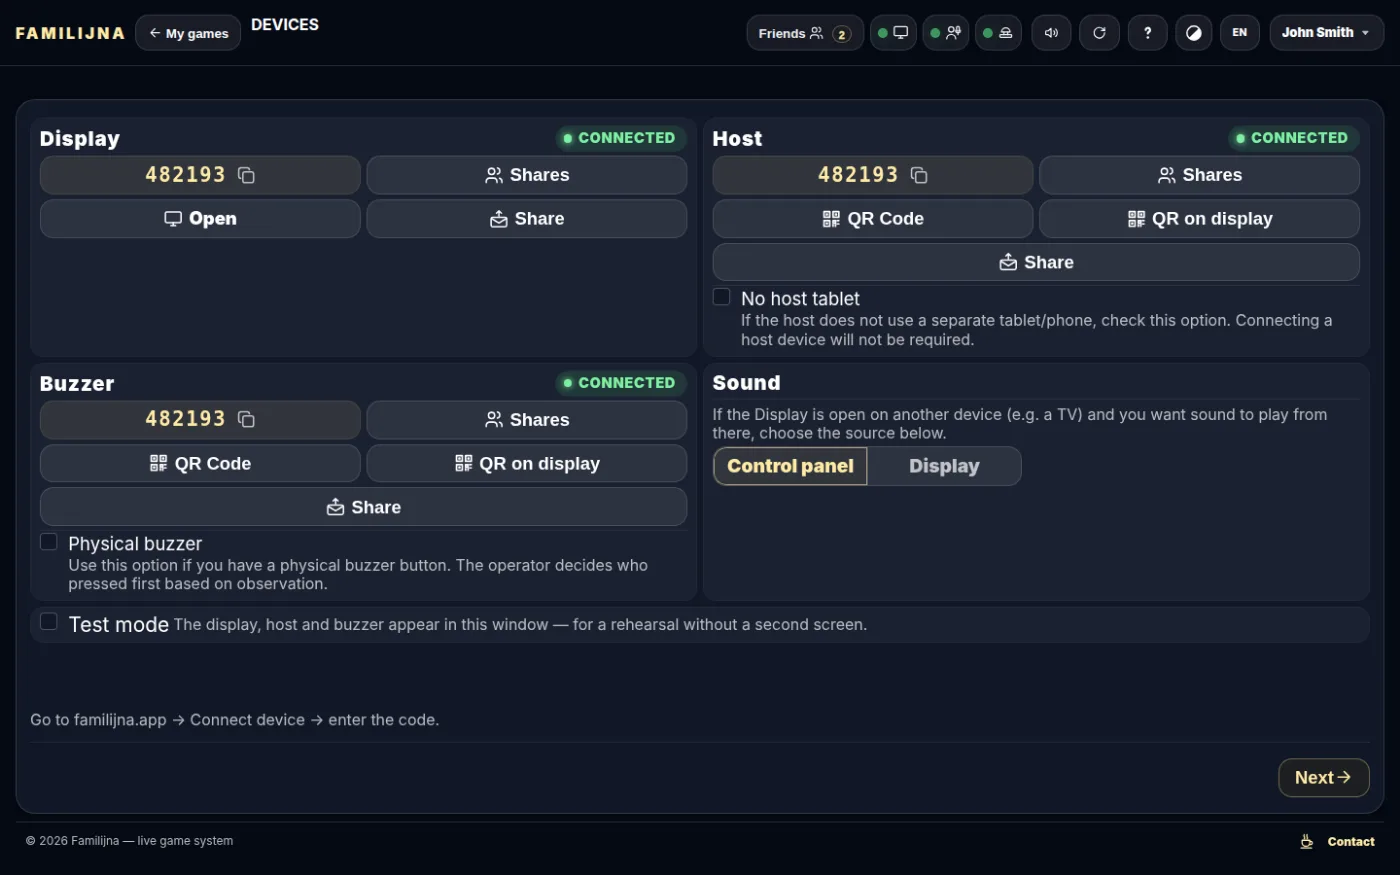 FAMILIJNA
← My games
DEVICES
Friends 2
?
EN
John Smith
Display
CONNECTED
482193
Shares
Open
Share
Host
CONNECTED
482193
Shares
QR Code
QR on display
Share
No host tablet
If the host does not use a separate tablet/phone, check this option. Connecting a
host device will not be required.
Buzzer
CONNECTED
482193
Shares
QR Code
QR on display
Share
Physical buzzer
Use this option if you have a physical buzzer button. The operator decides who
pressed first based on observation.
Sound
If the Display is open on another device (e.g. a TV) and you want sound to play from
there, choose the source below.
Control panel
Display
Test mode The display, host and buzzer appear in this window — for a rehearsal without a second screen.
Go to familijna.app → Connect device → enter the code.
Next →
© 2026 Familijna — live game system
Contact